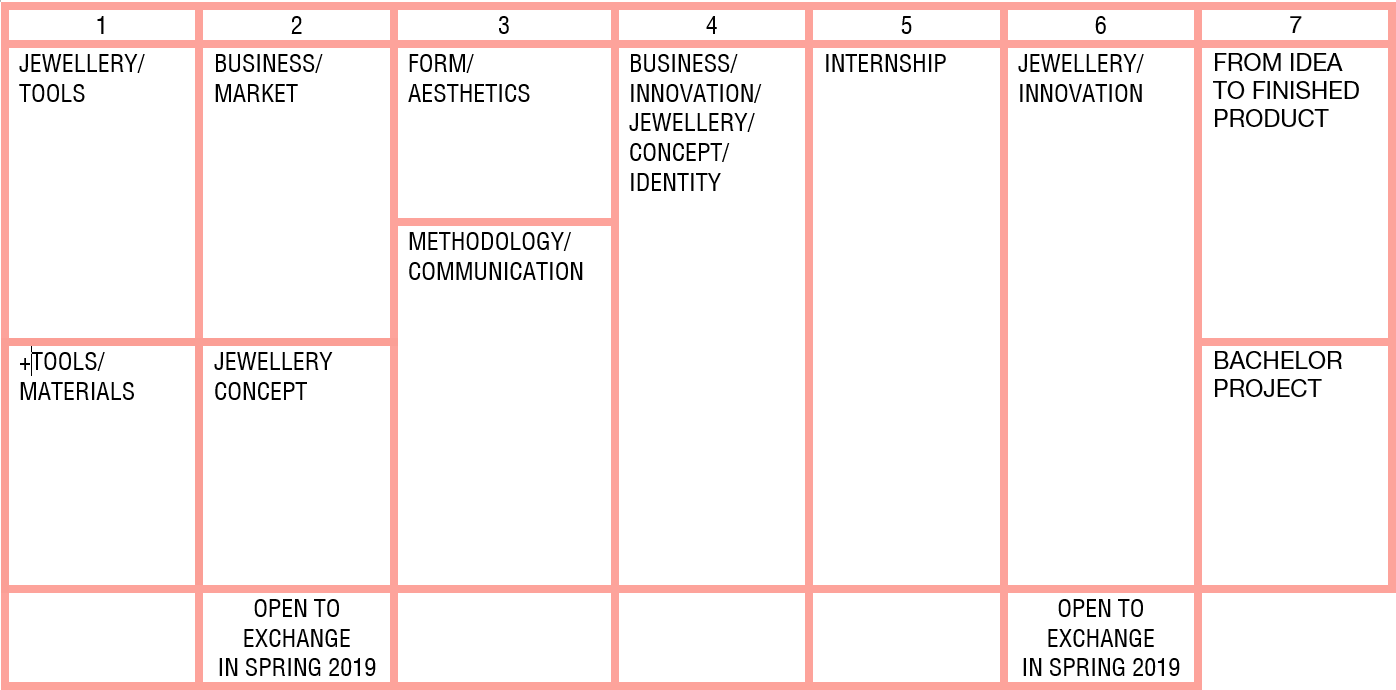 1
2
3
4
5
6
7
JEWELLERY/
TOOLS
BUSINESS/
MARKET
FORM/
AESTHETICS
BUSINESS/
INNOVATION/
JEWELLERY/
CONCEPT/
IDENTITY
INTERNSHIP
JEWELLERY/
INNOVATION
FROM IDEA
TO FINISHED
PRODUCT
METHODOLOGY/
COMMUNICATION
+TOOLS/
MATERIALS
JEWELLERY
CONCEPT
BACHELOR
PROJECT
OPEN TO
EXCHANGE
IN SPRING 2019
OPEN TO
EXCHANGE
IN SPRING 2019